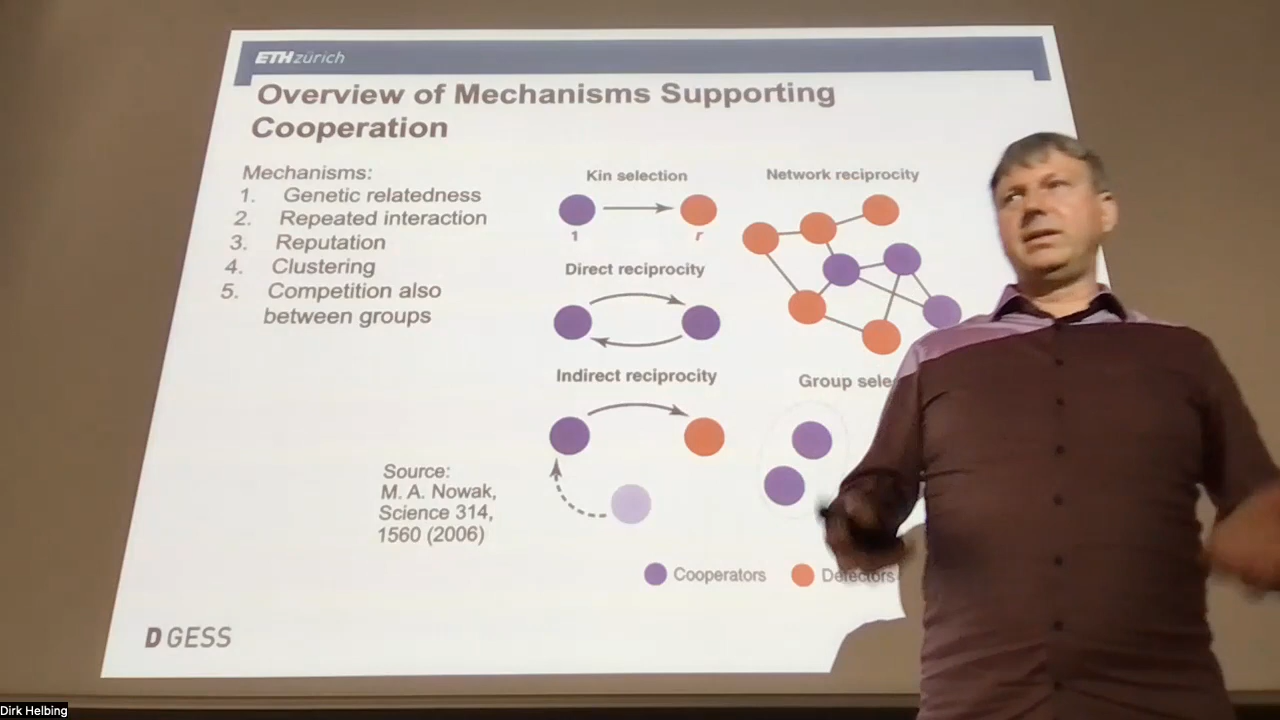 ETH zürich
Overview of Mechanisms Supporting
Cooperation
Mechanisms:
1. Genetic relatedness
2. Repeated interaction
3. Reputation
4. Clustering
5. Competition also
between groups
Source:
M. A. Nowak,
Science 314,
1560 (2006)
Kin selection
1
r
Direct reciprocity
Indirect reciprocity
Network reciprocity
Group sele
Cooperators
Defectors
D GESS
Dirk Helbing